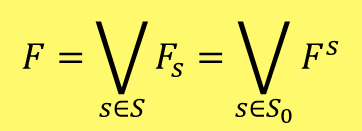 F = ⋁_{s∈S} F_s = ⋁_{s∈S_0} F^s